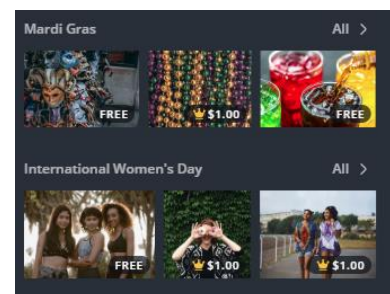 Mardi Gras All >
FREE $1.00 FREE
International Women's Day All >
FREE $1.00 $1.00